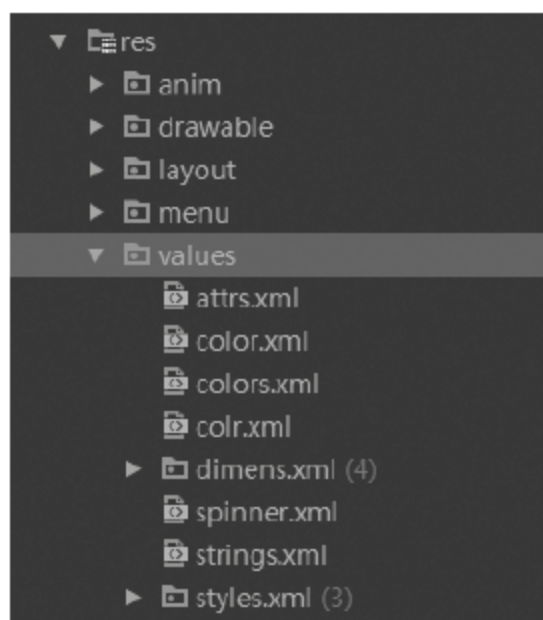 res
anim
drawable
layout
menu
values
attrs.xml
color.xml
colors.xml
colr.xml
dimens.xml (4)
spinner.xml
strings.xml
styles.xml (3)